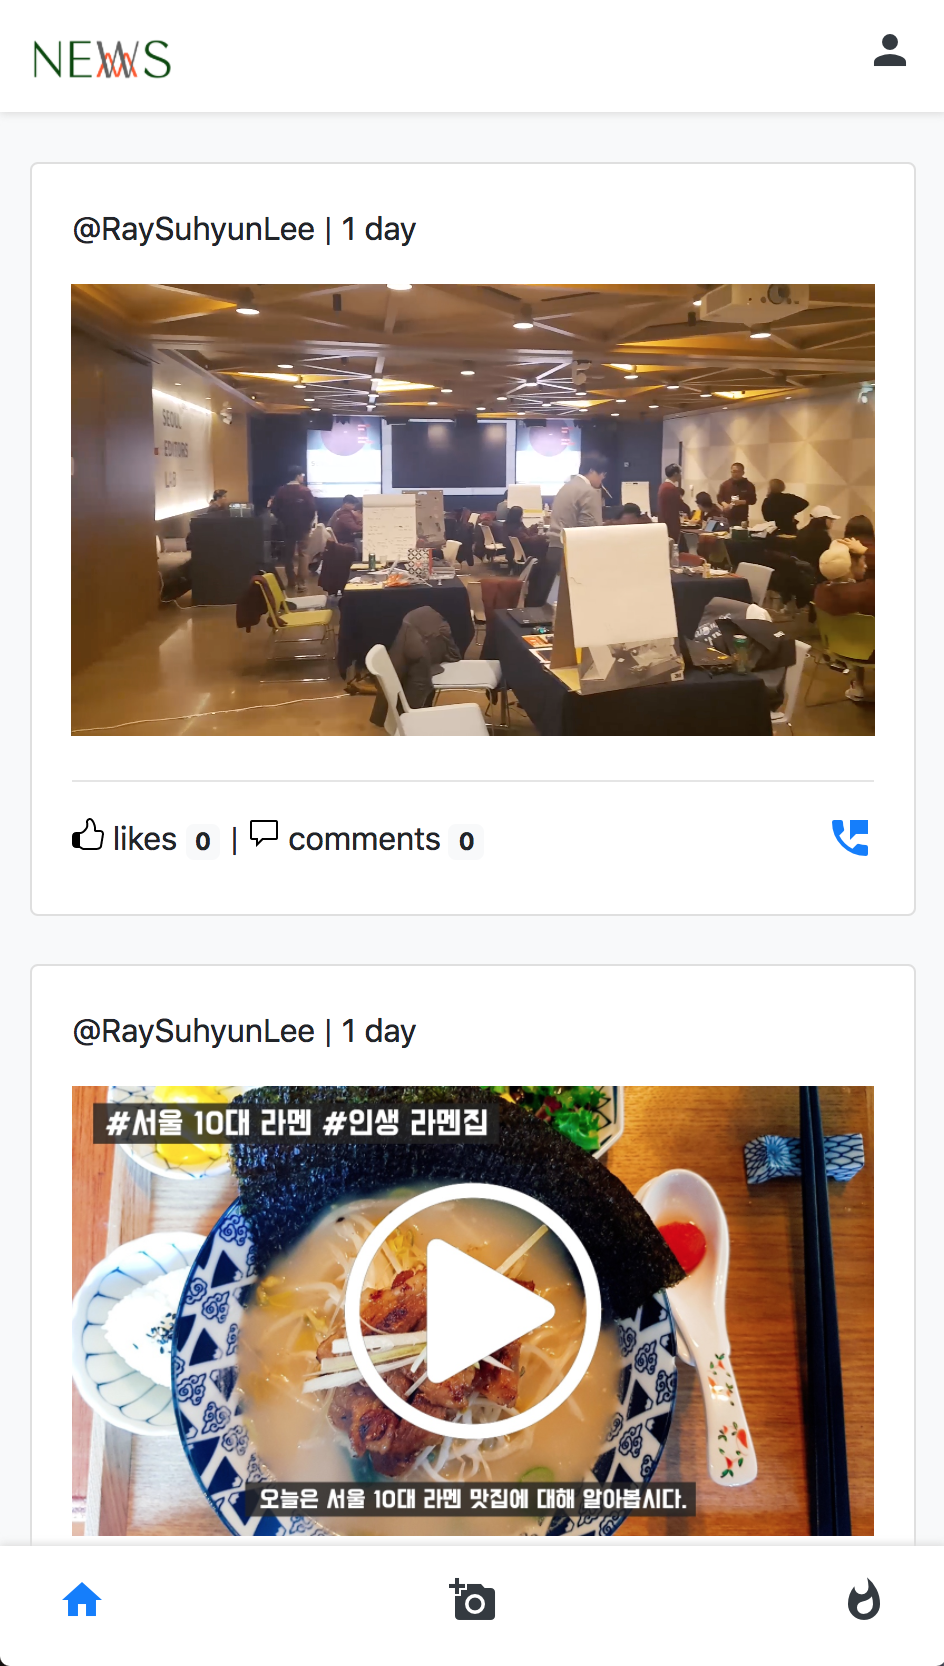 NEWS
@RaySuhyunLee | 1 day
SEOUL
EDITORS
LAB
likes 0 | comments 0
@RaySuhyunLee | 1 day
#서울 10대 라멘 #인생 라멘집
오늘은 서울 10대 라멘 맛집에 대해 알아봅시다.